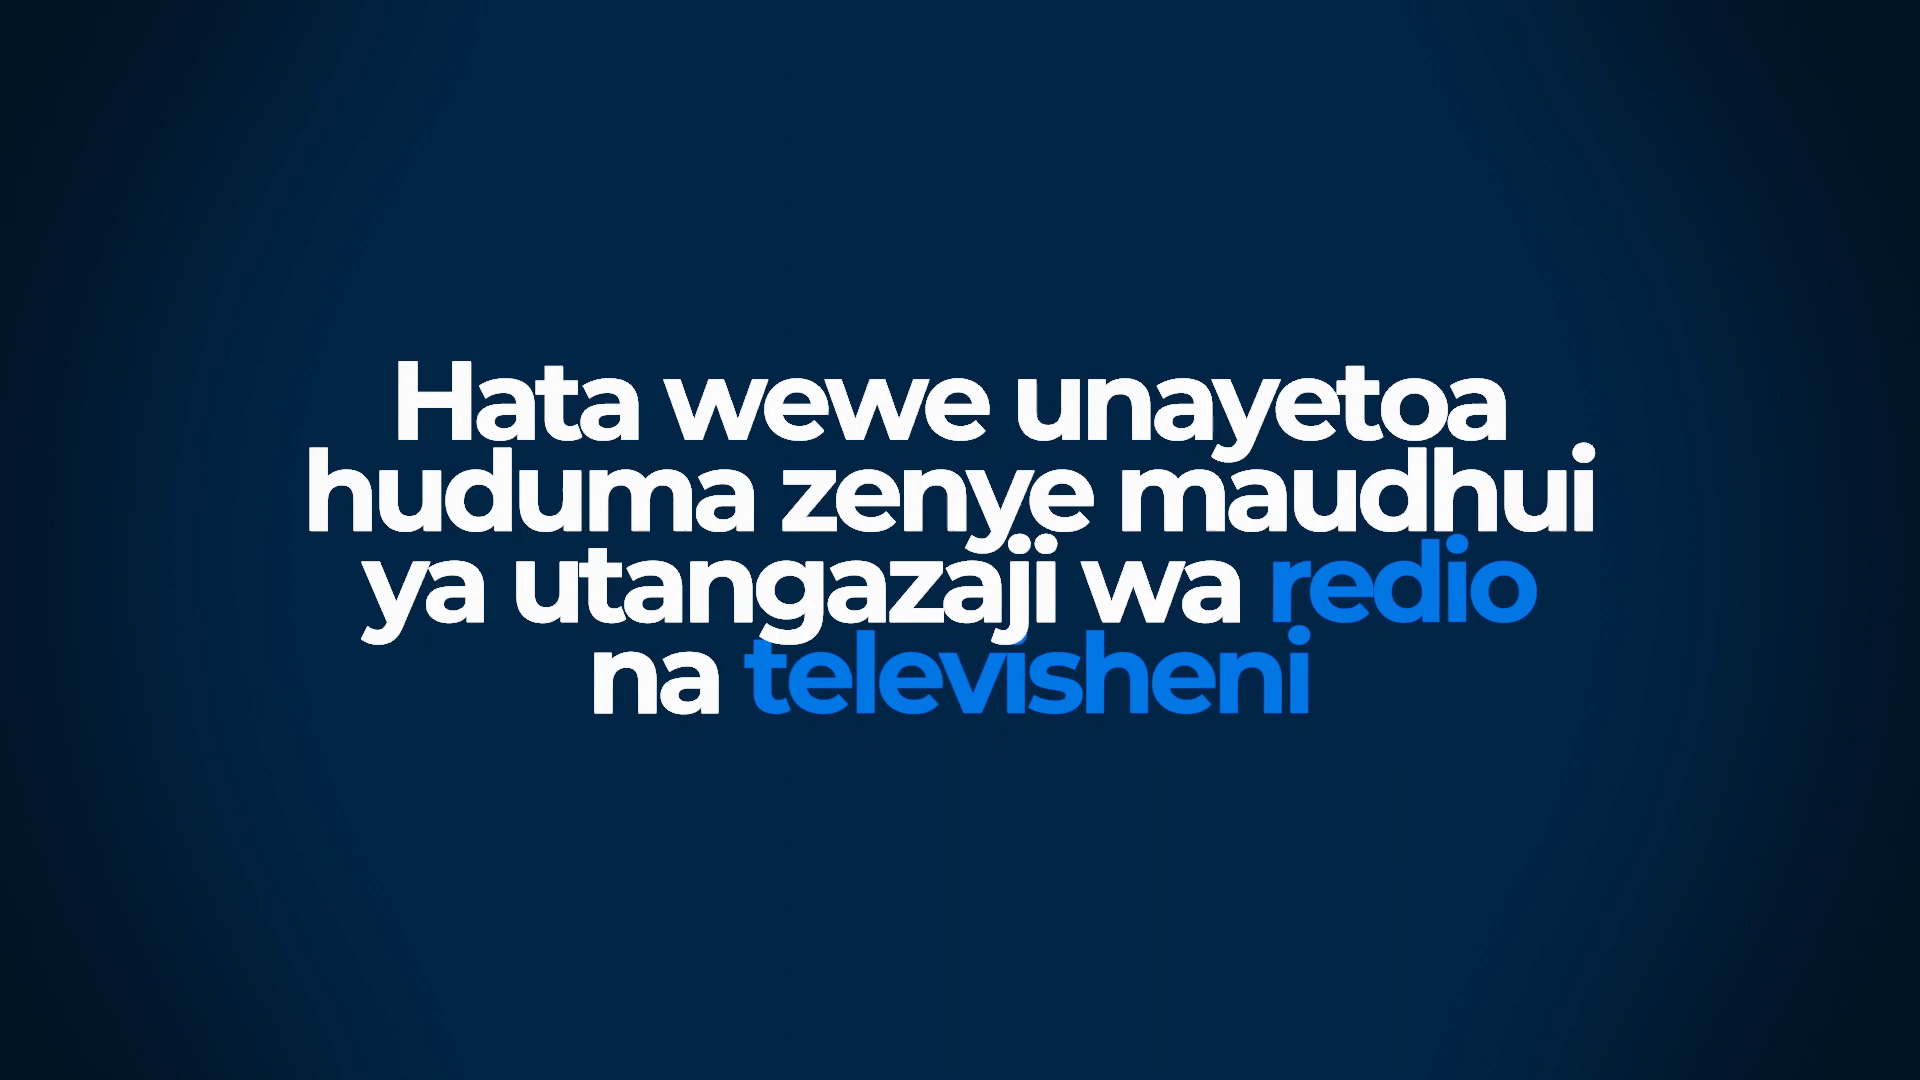 Hata wewe unayetoa
huduma zenye maudhui
ya utangazaji wa redio
na televisheni